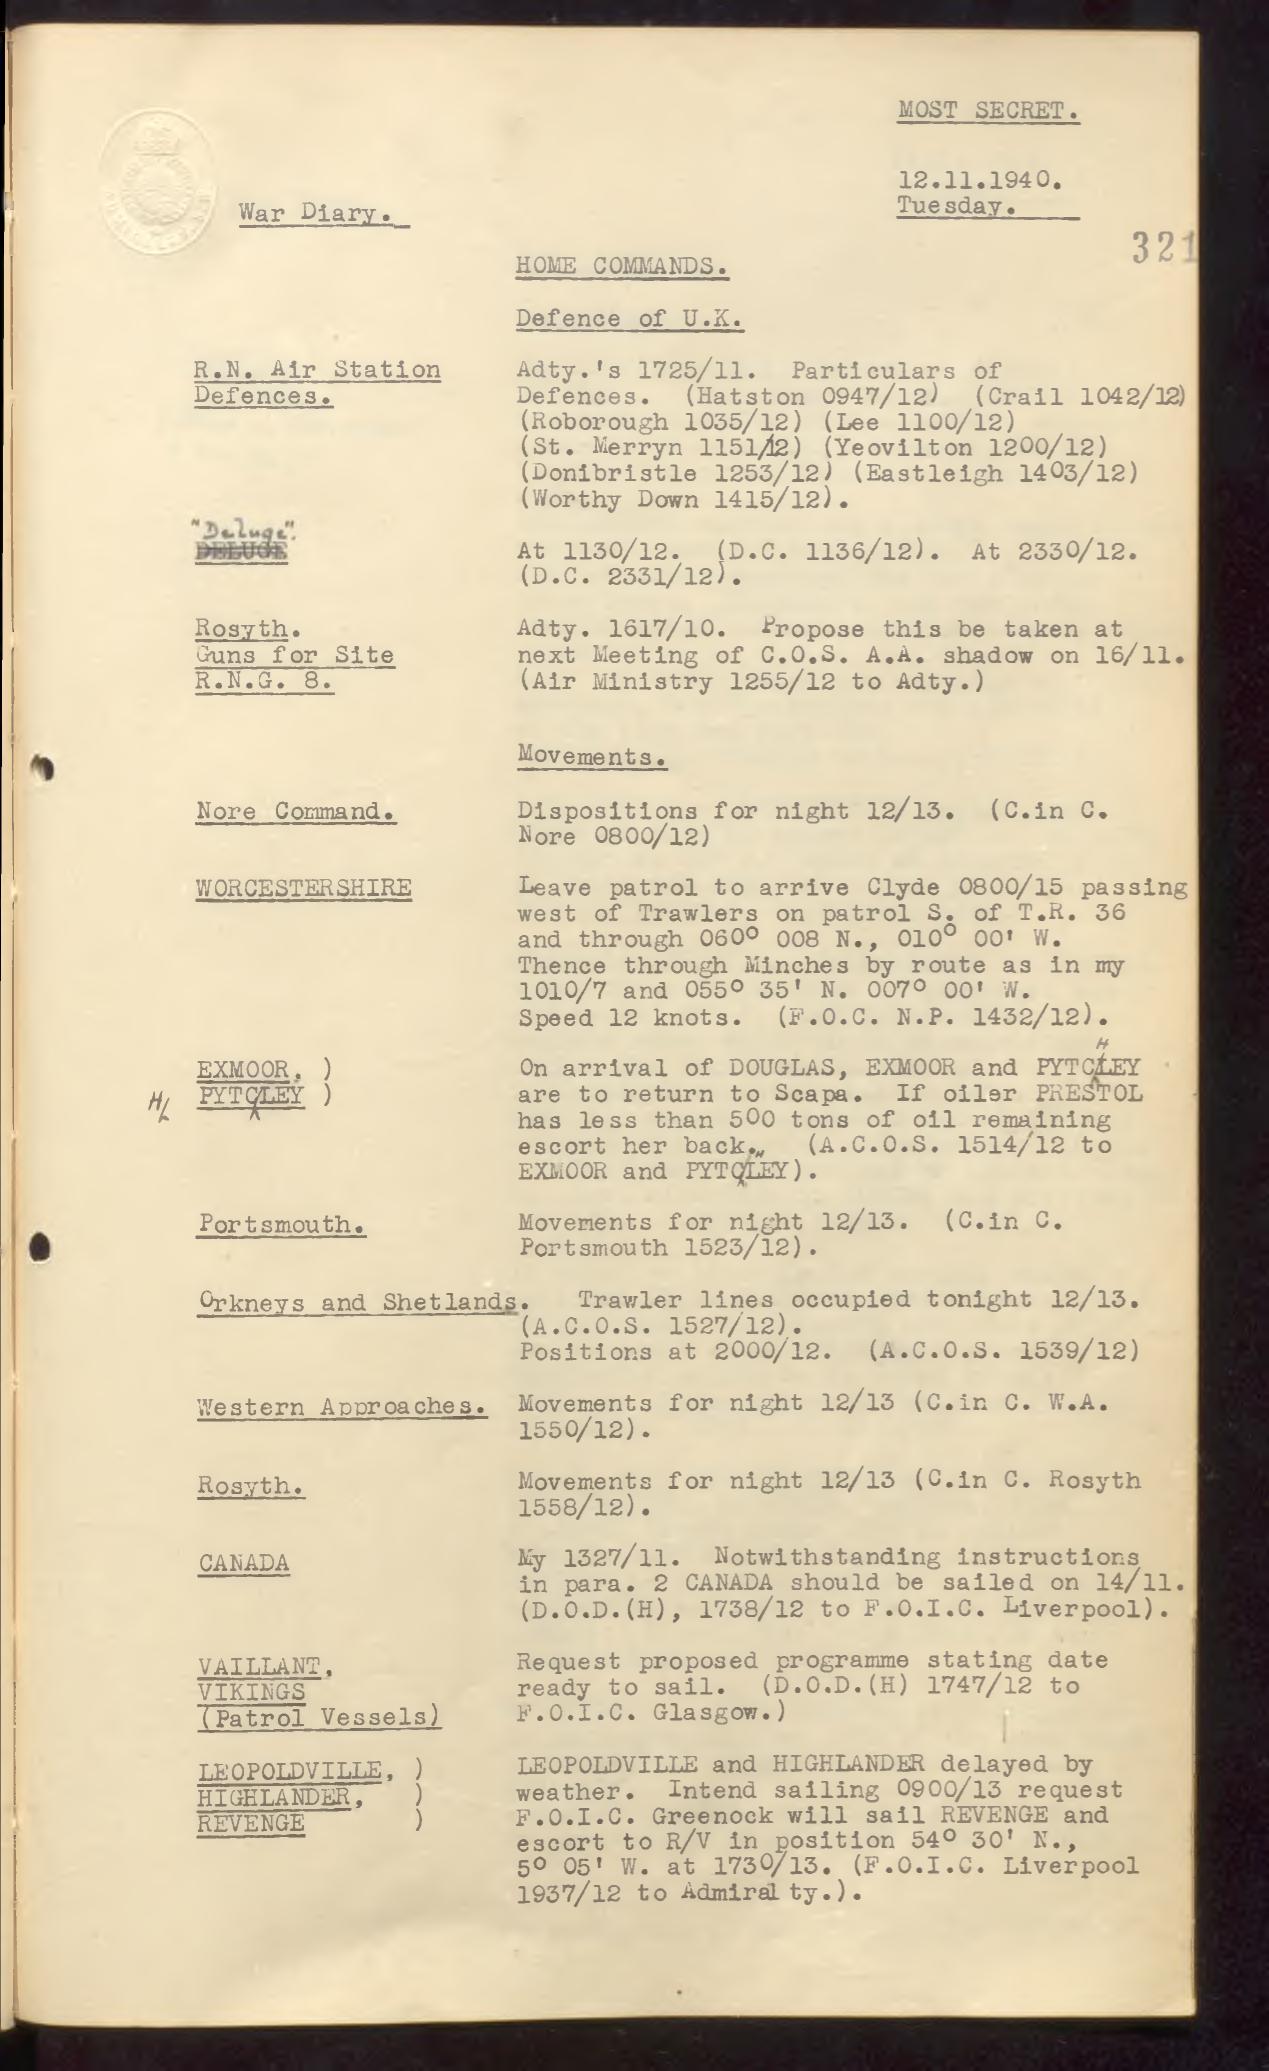 MOST SECRET.
12.11.1940.
Tuesday.
War Diary.
321
HOME COMMANDS.
Defence of U.K.
R.N. Air Station Adty.'s 1725/11. Particulars of
Defences. Defences. (Hatston 0947/12) (Crail 1042/12)
(Roborough 1035/12) (Lee 1100/12)
(St. Merryn 1151/12) (Yeovilton 1200/12)
(Donibristle 1253/12) (Eastleigh 1403/12)
(Worthy Down 1415/12).
"Deluge".
DELUGE At 1130/12. (D.C. 1136/12). At 2330/12.
(D.C. 2331/12).
Rosyth. Adty. 1617/10. Propose this be taken at
Guns for Site next Meeting of C.O.S. A.A. shadow on 16/11.
R.N.G. 8. (Air Ministry 1255/12 to Adty.)
Movements.
Nore Command. Dispositions for night 12/13. (C.in C.
Nore 0800/12)
WORCESTERSHIRE Leave patrol to arrive Clyde 0800/15 passing
west of Trawlers on patrol S. of T.R. 36
and through 060° 008 N., 010° 00' W.
Thence through Minches by route as in my
1010/7 and 055° 35' N. 007° 00' W.
Speed 12 knots. (F.O.C. N.P. 1432/12).
H
EXMOOR, ) On arrival of DOUGLAS, EXMOOR and PYTCLEY
H/ PYTCLEY ) are to return to Scapa. If oiler PRESTOL
has less than 500 tons of oil remaining
escort her back. (A.C.O.S. 1514/12 to
H
EXMOOR and PYTCLEY).
Portsmouth. Movements for night 12/13. (C.in C.
Portsmouth 1523/12).
Orkneys and Shetlands. Trawler lines occupied tonight 12/13.
(A.C.O.S. 1527/12).
Positions at 2000/12. (A.C.O.S. 1539/12)
Western Approaches. Movements for night 12/13 (C.in C. W.A.
1550/12).
Rosyth. Movements for night 12/13 (C.in C. Rosyth
1558/12).
CANADA My 1327/11. Notwithstanding instructions
in para. 2 CANADA should be sailed on 14/11.
(D.O.D.(H), 1738/12 to F.O.I.C. Liverpool).
VAILLANT, Request proposed programme stating date
VIKINGS ready to sail. (D.O.D.(H) 1747/12 to
(Patrol Vessels) F.O.I.C. Glasgow.)
LEOPOLDVILLE, ) LEOPOLDVILLE and HIGHLANDER delayed by
HIGHLANDER, ) weather. Intend sailing 0900/13 request
REVENGE ) F.O.I.C. Greenock will sail REVENGE and
escort to R/V in position 54° 30' N.,
5° 05' W. at 1730/13. (F.O.I.C. Liverpool
1937/12 to Admiralty.).